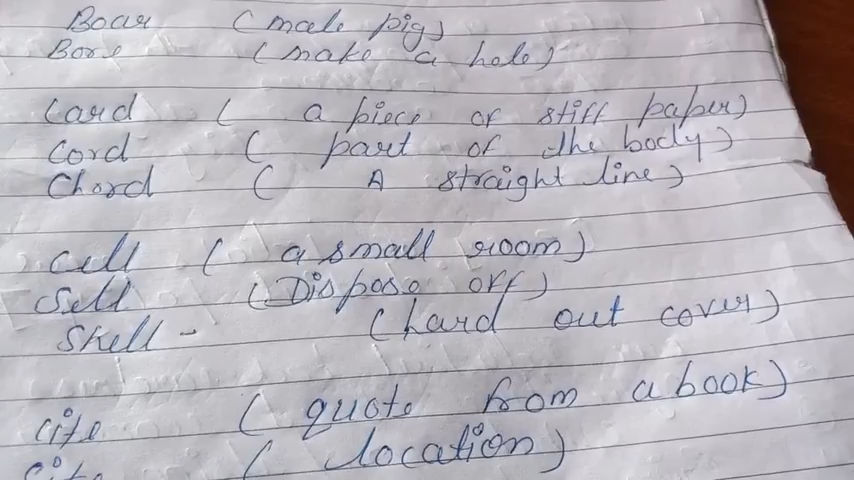 Boar (male pig)
Bore (make a hole)
Card ( a piece of stiff paper)
Cord ( part of the body)
Chord ( A straight line)
Cell ( a small room)
Sell (Dispose off)
Shell - (hard out cover)
cite ( quote from a book)
( location)